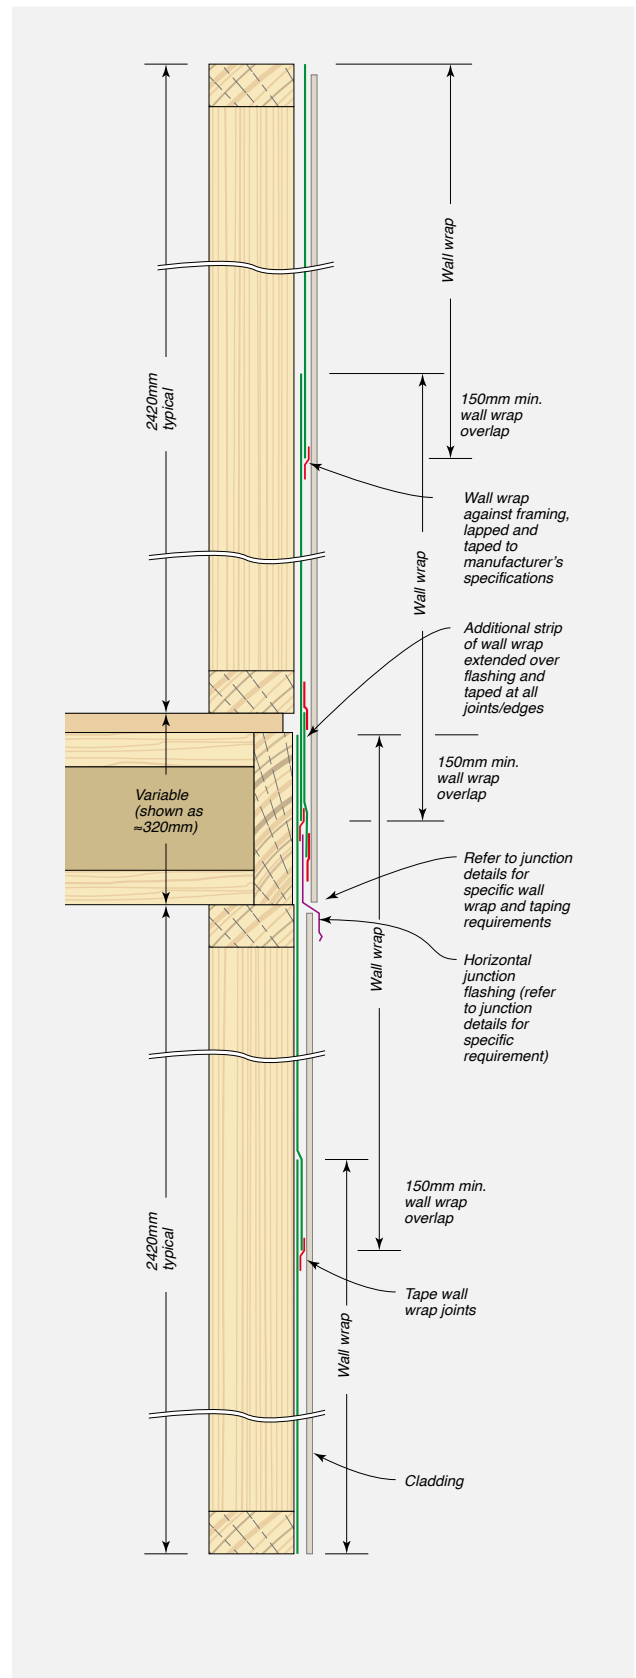 Wall wrap
2420mm
typical
150mm min.
wall wrap
overlap
Wall wrap
against framing,
lapped and
taped to
manufacturer’s
specifications
Wall wrap
Additional strip
of wall wrap
extended over
flashing and
taped at all
joints/edges
150mm min.
wall wrap
overlap
Variable
(shown as
≈320mm)
Refer to junction
details for
specific wall
wrap and taping
requirements
Wall wrap
Horizontal
junction
flashing (refer
to junction
details for
specific
requirement)
2420mm
typical
150mm min.
wall wrap
overlap
Tape wall
wrap joints
Wall wrap
Cladding